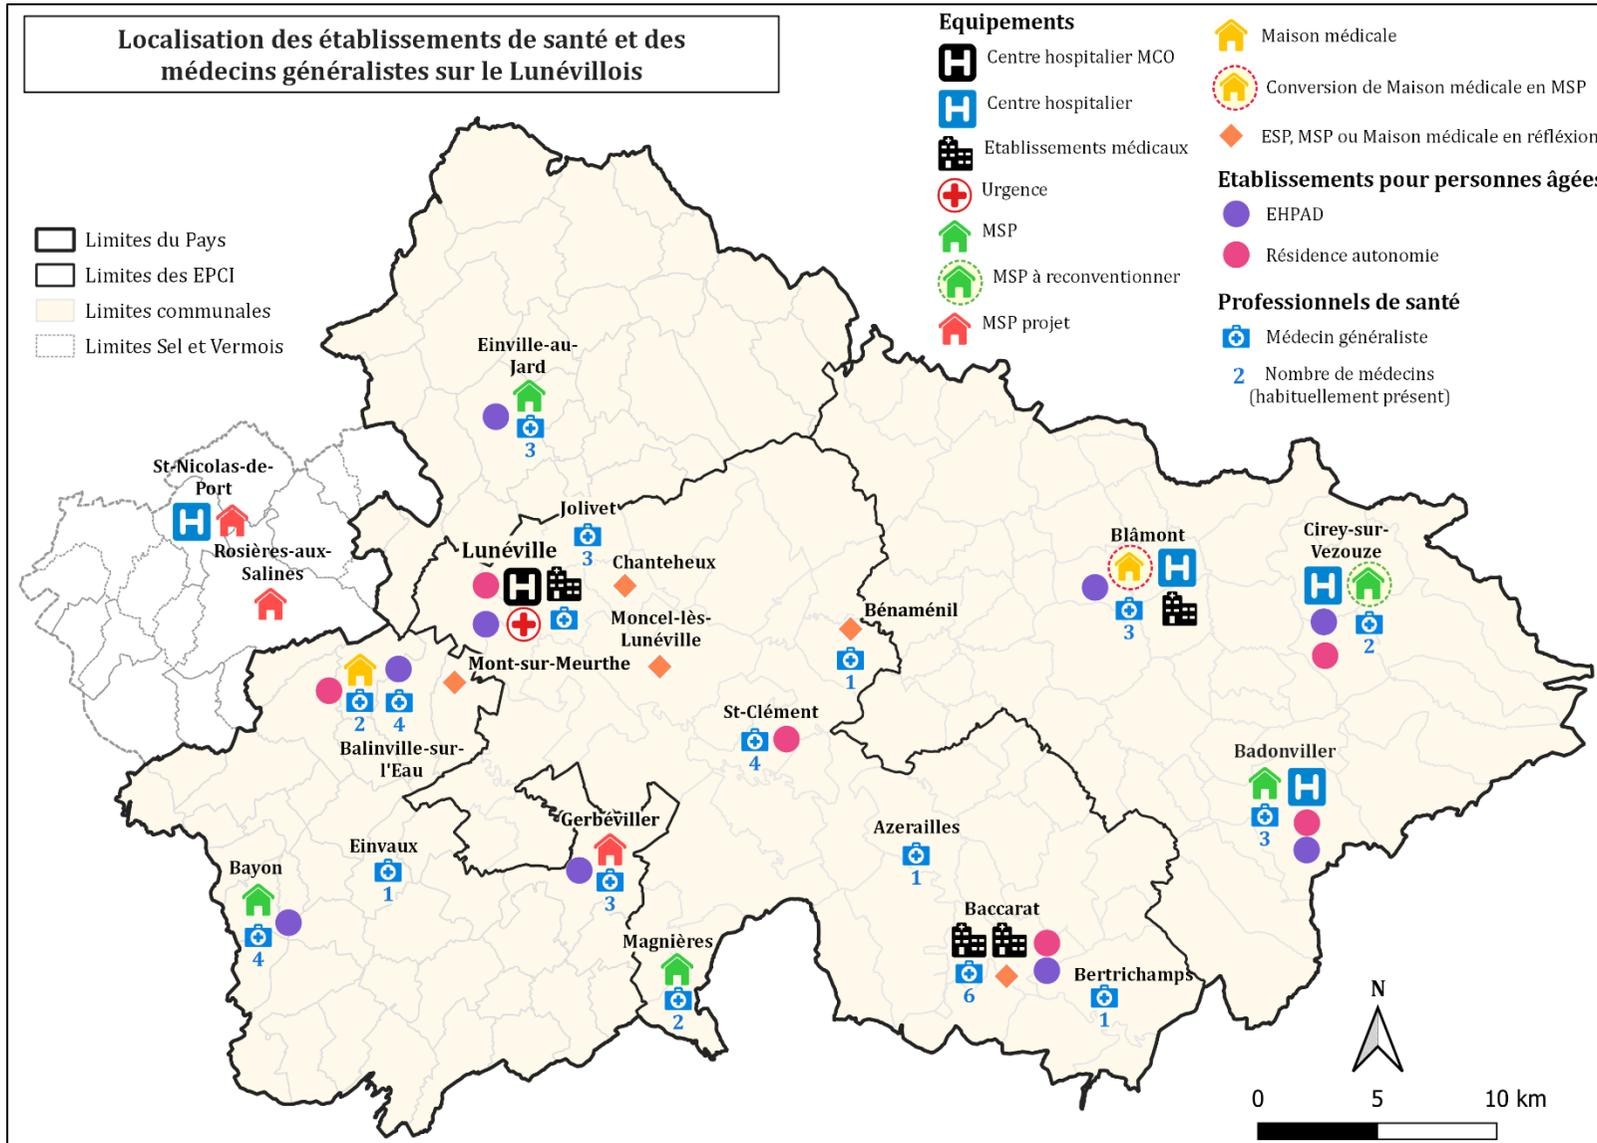 Localisation des établissements de santé et des
médecins généralistes sur le Lunévillois
Equipements
Centre hospitalier MCO
Centre hospitalier
Etablissements médicaux
Urgence
MSP
MSP à reconventionner
MSP projet
Maison médicale
Conversion de Maison médicale en MSP
ESP, MSP ou Maison médicale en réfléxion
Etablissements pour personnes âgées
EHPAD
Résidence autonomie
Professionnels de santé
Médecin généraliste
2 Nombre de médecins
(habituellement présent)
Limites du Pays
Limites des EPCI
Limites communales
Limites Sel et Vermois
Einville-au-
Jard
3
St-Nicolas-de-
Port
Rosières-aux-
Salines
Jolivet
3
Lunéville
Chanteheux
Moncel-lès-
Lunéville
Mont-sur-Meurthe
Bénaménil
1
Blâmont
3
Cirey-sur-
Vezouze
2
2
4
Balinville-sur-
l'Eau
St-Clément
4
Badonviller
3
Gerbéviller
3
Einvaux
1
Bayon
4
Azerailles
1
Magnières
2
Baccarat
6
Bertrichamps
1
N
0 5 10 km